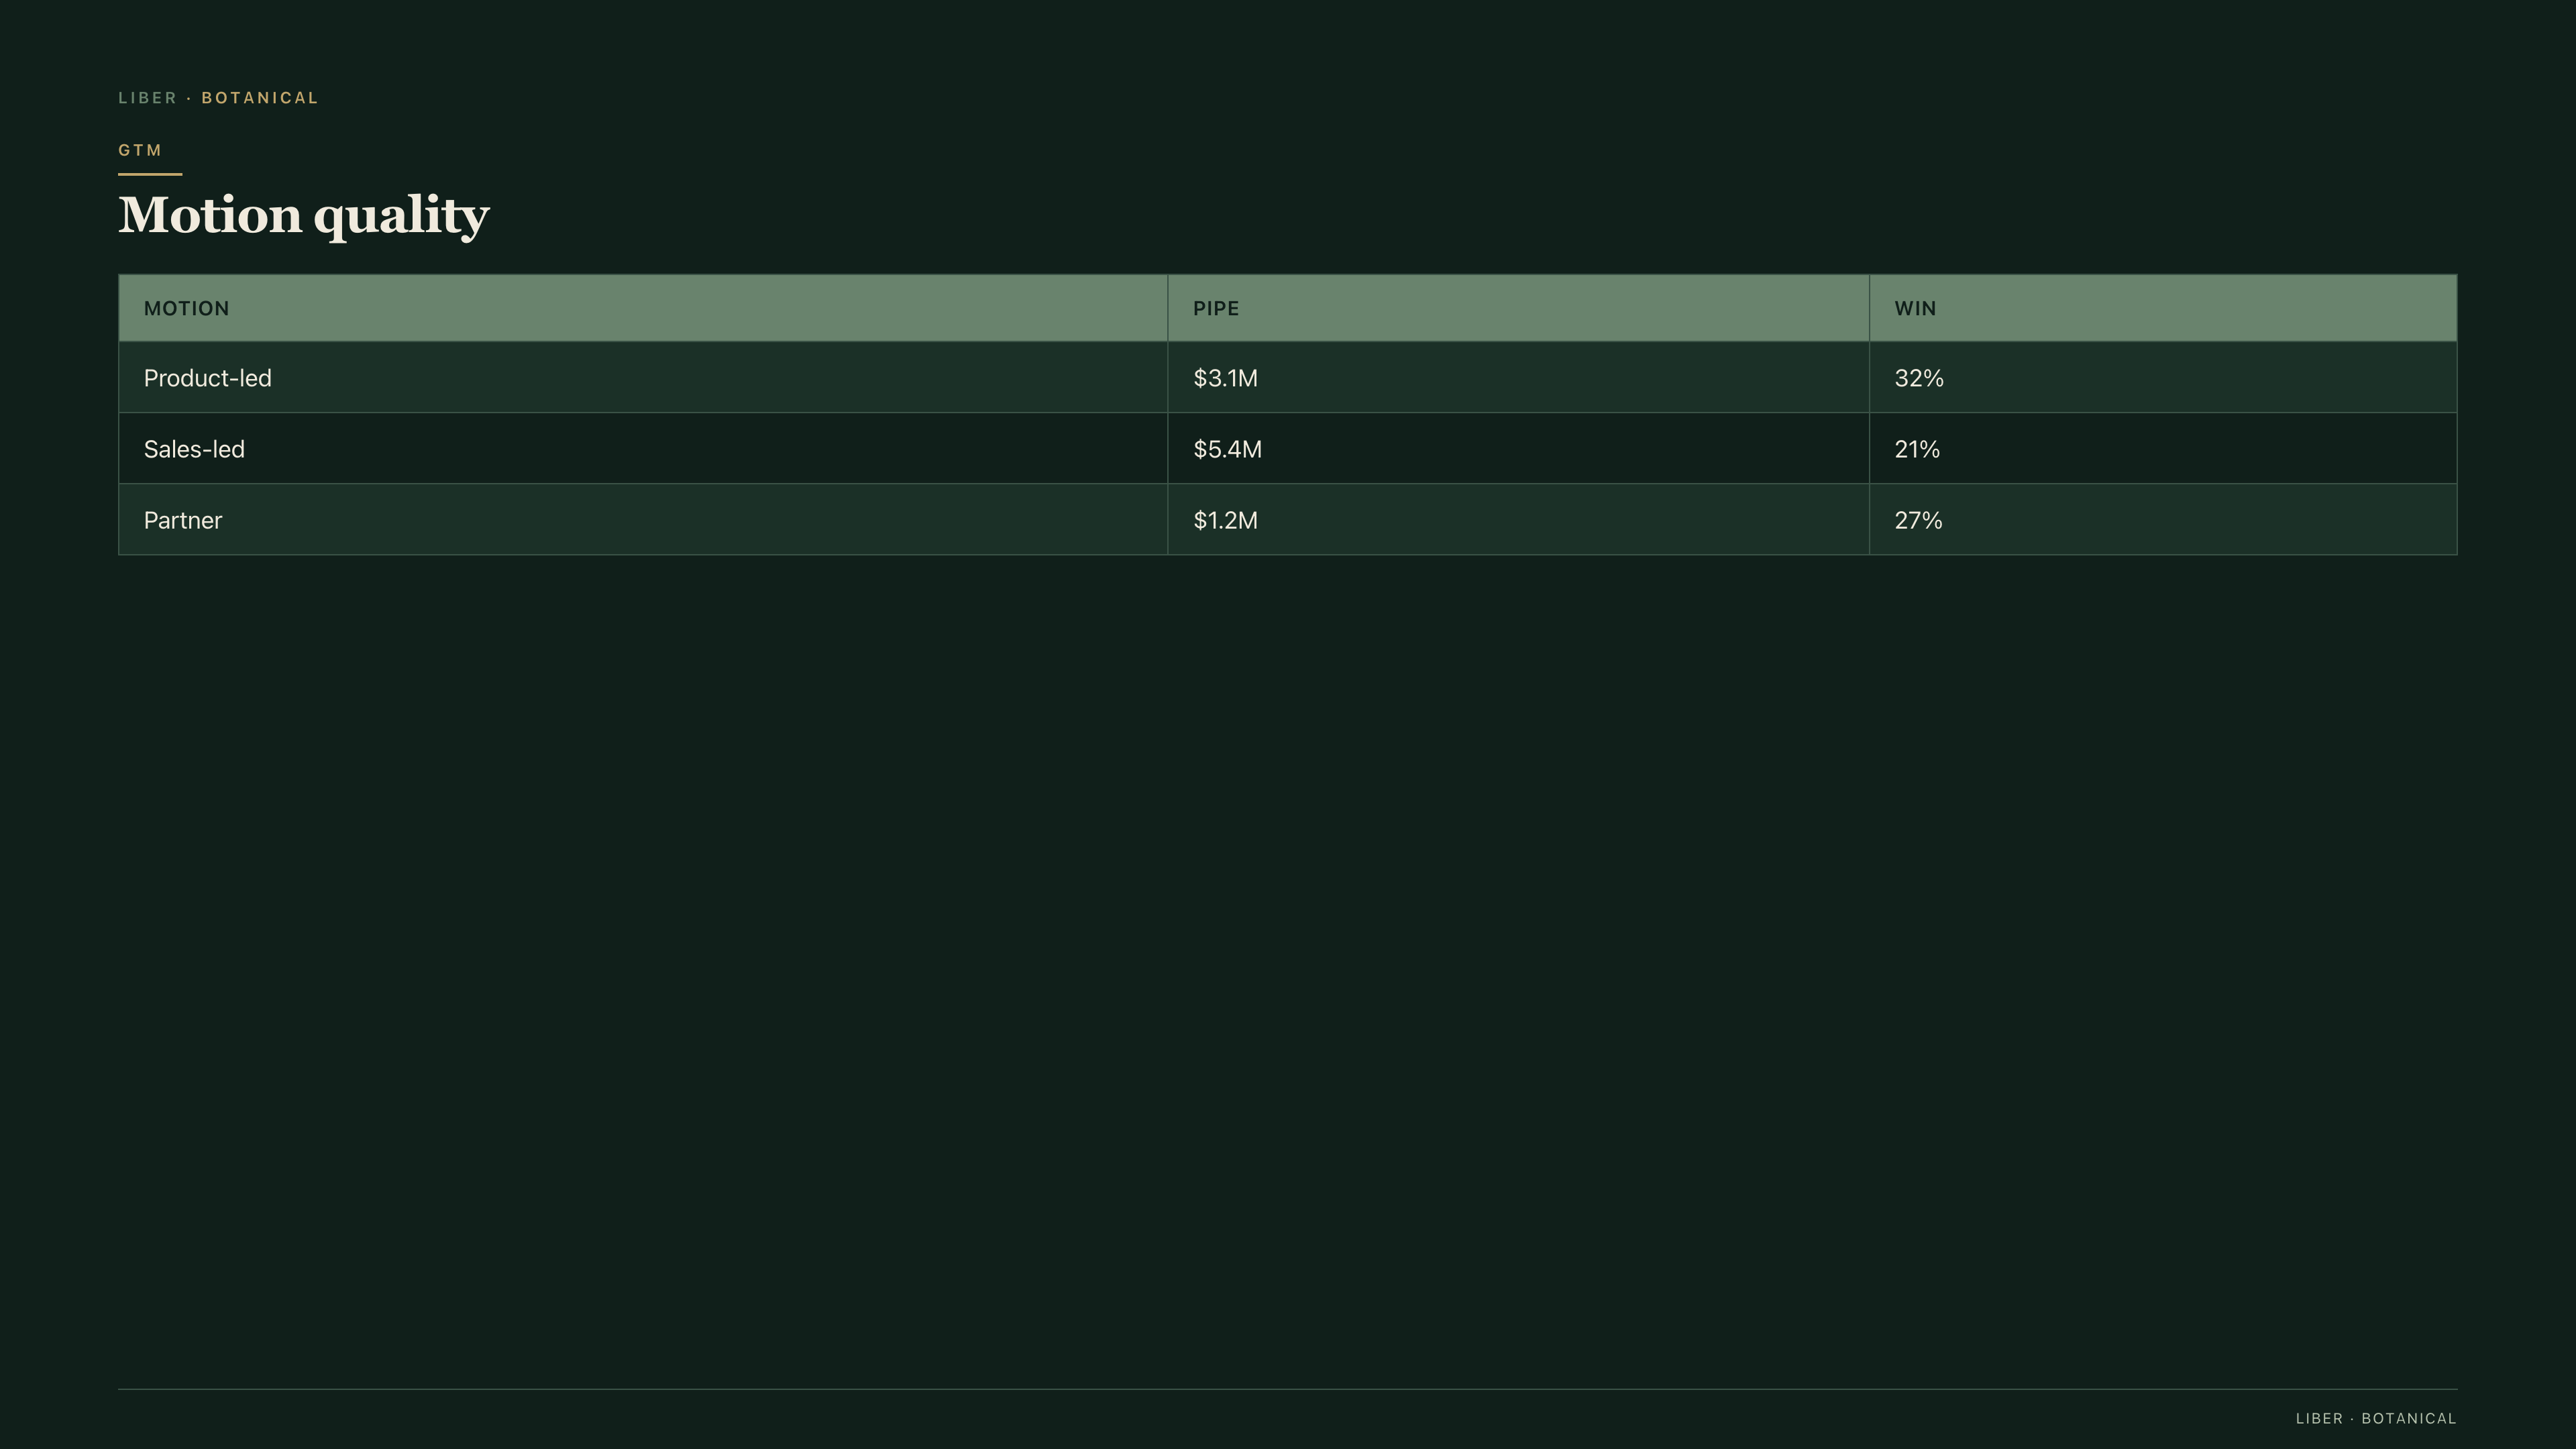 LIBER · BOTANICAL
GTM
Motion quality
MOTION PIPE WIN
Product-led $3.1M 32%
Sales-led $5.4M 21%
Partner $1.2M 27%
LIBER · BOTANICAL